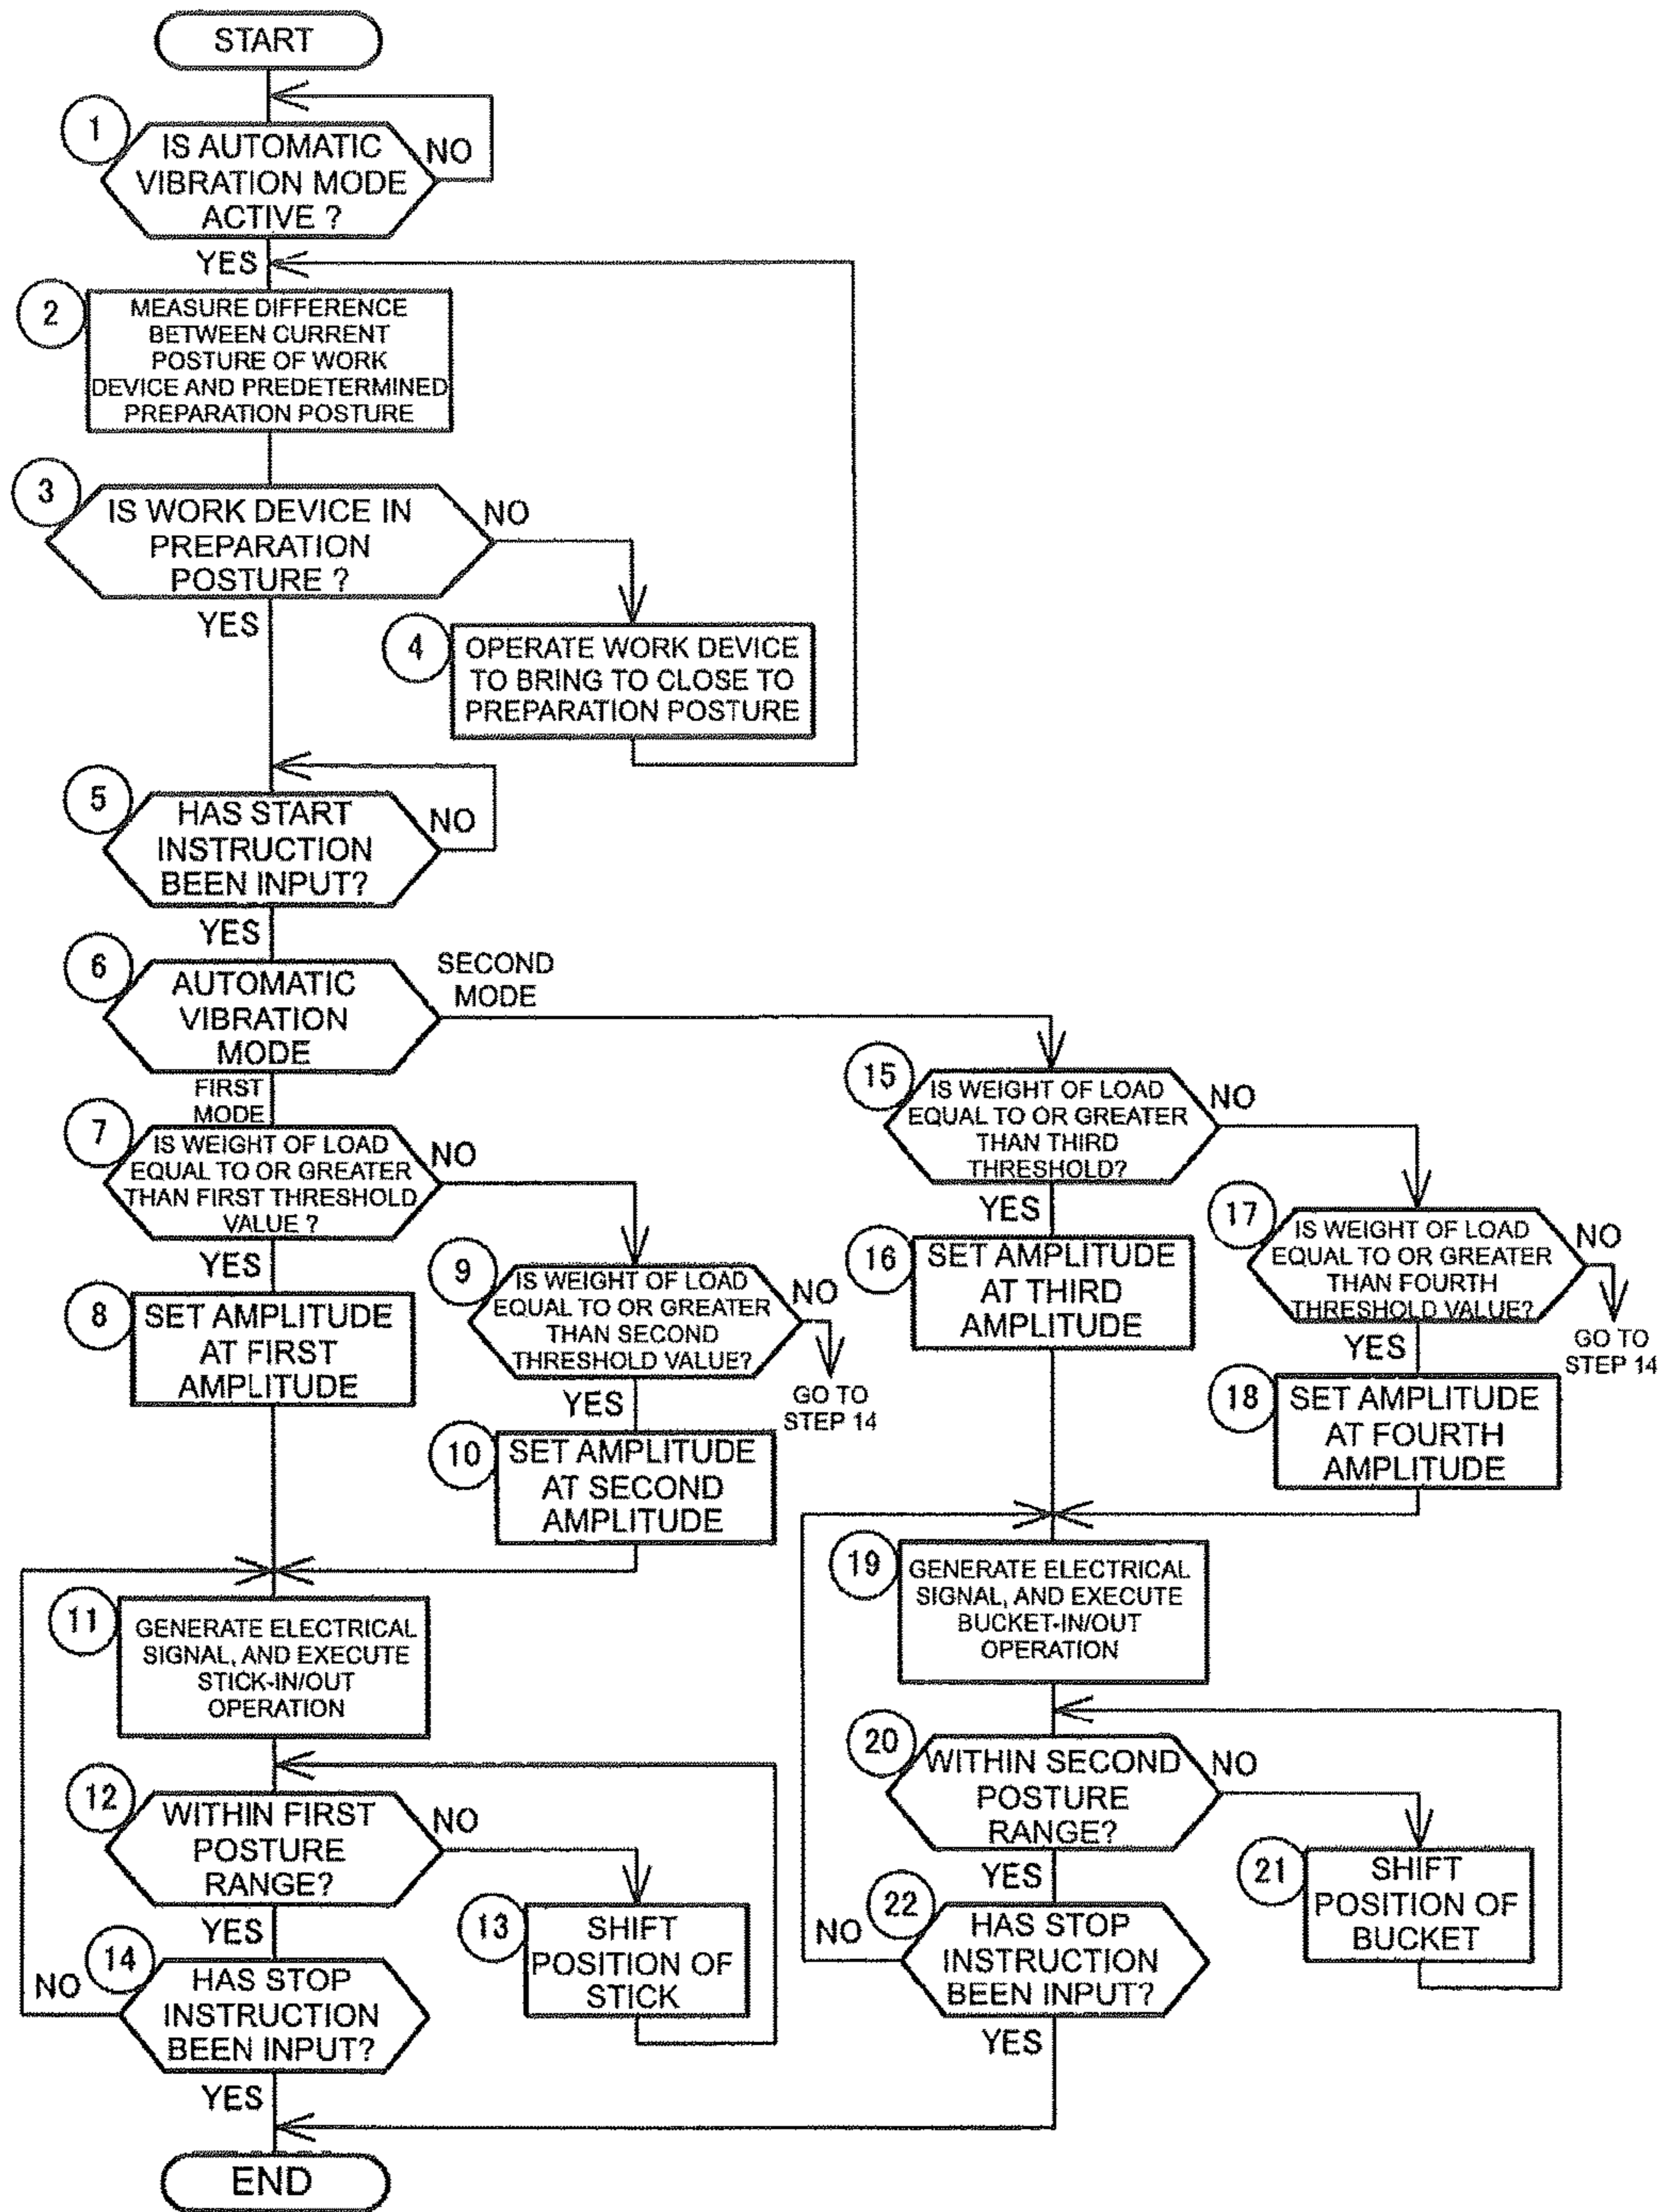 START
1
IS AUTOMATIC
VIBRATION MODE
ACTIVE ?
NO
YES
2
MEASURE DIFFERENCE
BETWEEN CURRENT
POSTURE OF WORK
DEVICE AND PREDETERMINED
PREPARATION POSTURE
3
IS WORK DEVICE IN
PREPARATION
POSTURE ?
NO
YES
4
OPERATE WORK DEVICE
TO BRING TO CLOSE TO
PREPARATION POSTURE
5
HAS START
INSTRUCTION
BEEN INPUT?
NO
YES
6
AUTOMATIC
VIBRATION
MODE
SECOND
MODE
FIRST
MODE
7
IS WEIGHT OF LOAD
EQUAL TO OR GREATER
THAN FIRST THRESHOLD
VALUE ?
NO
YES
8
SET AMPLITUDE
AT FIRST
AMPLITUDE
9
IS WEIGHT OF LOAD
EQUAL TO OR GREATER
THAN SECOND
THRESHOLD VALUE?
NO
GO TO
STEP 14
YES
10
SET AMPLITUDE
AT SECOND
AMPLITUDE
11
GENERATE ELECTRICAL
SIGNAL, AND EXECUTE
STICK-IN/OUT
OPERATION
12
WITHIN FIRST
POSTURE
RANGE?
NO
YES
13
SHIFT
POSITION OF
STICK
14
HAS STOP
INSTRUCTION
BEEN INPUT?
NO
YES
15
IS WEIGHT OF LOAD
EQUAL TO OR GREATER
THAN THIRD
THRESHOLD?
NO
YES
16
SET AMPLITUDE
AT THIRD
AMPLITUDE
17
IS WEIGHT OF LOAD
EQUAL TO OR GREATER
THAN FOURTH
THRESHOLD VALUE?
NO
GO TO
STEP 14
YES
18
SET AMPLITUDE
AT FOURTH
AMPLITUDE
19
GENERATE ELECTRICAL
SIGNAL, AND EXECUTE
BUCKET-IN/OUT
OPERATION
20
WITHIN SECOND
POSTURE
RANGE?
NO
YES
21
SHIFT
POSITION OF
BUCKET
22
HAS STOP
INSTRUCTION
BEEN INPUT?
NO
YES
END